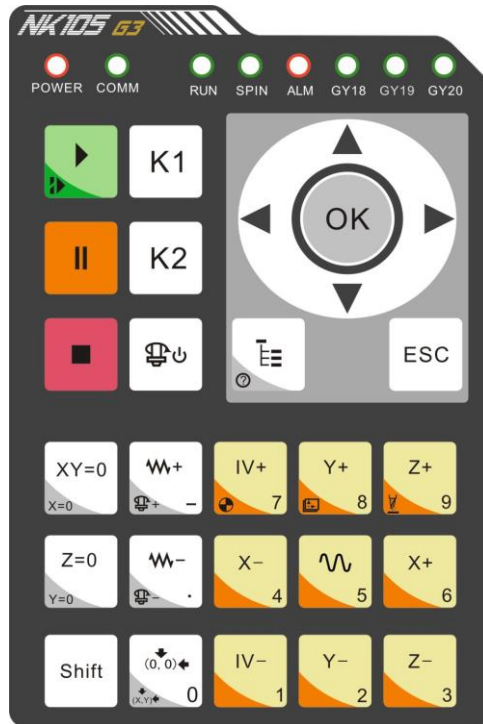 NK105 G3
POWER COMM RUN SPIN ALM GY18 GY19 GY20
K1
OK
K2
ESC
XY=0 + IV+ Y+ Z+
X=0 + − 7 8 9
Z=0 − X− X+
Y=0 − . 4 5 6
Shift (0, 0) IV− Y− Z−
(X,Y) 0 1 2 3